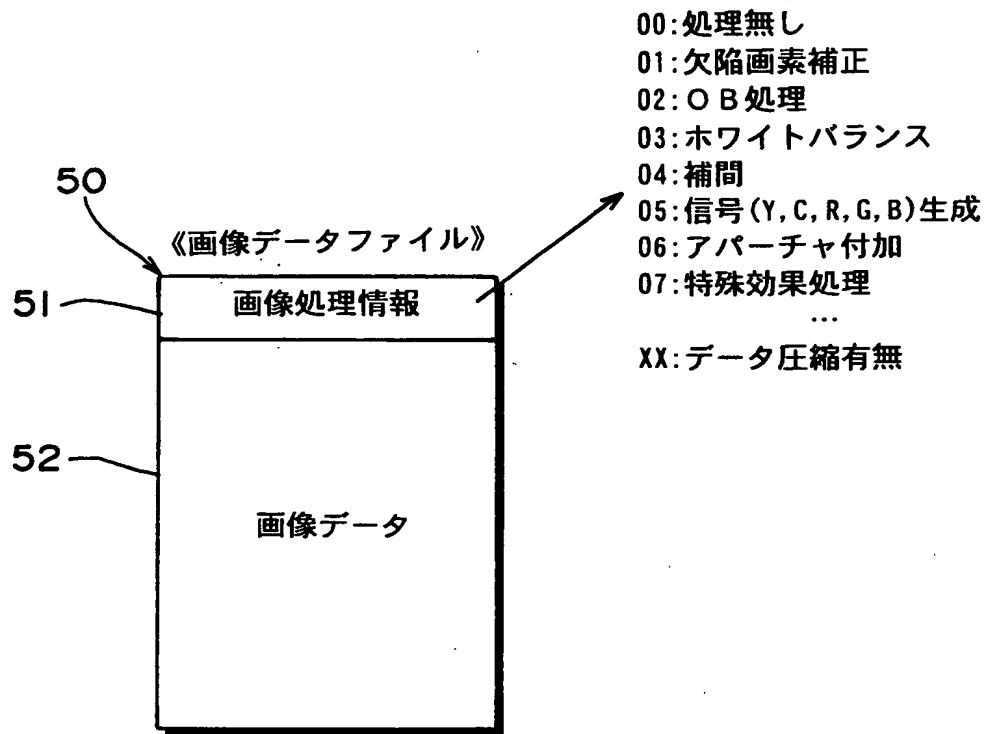 00:処理無し
01:欠陥画素補正
02:ＯＢ処理
03:ホワイトバランス
04:補間
05:信号(Y,C,R,G,B)生成
06:アパーチャ付加
07:特殊効果処理
…
XX:データ圧縮有無
50
《画像データファイル》
51
画像処理情報
52
画像データ